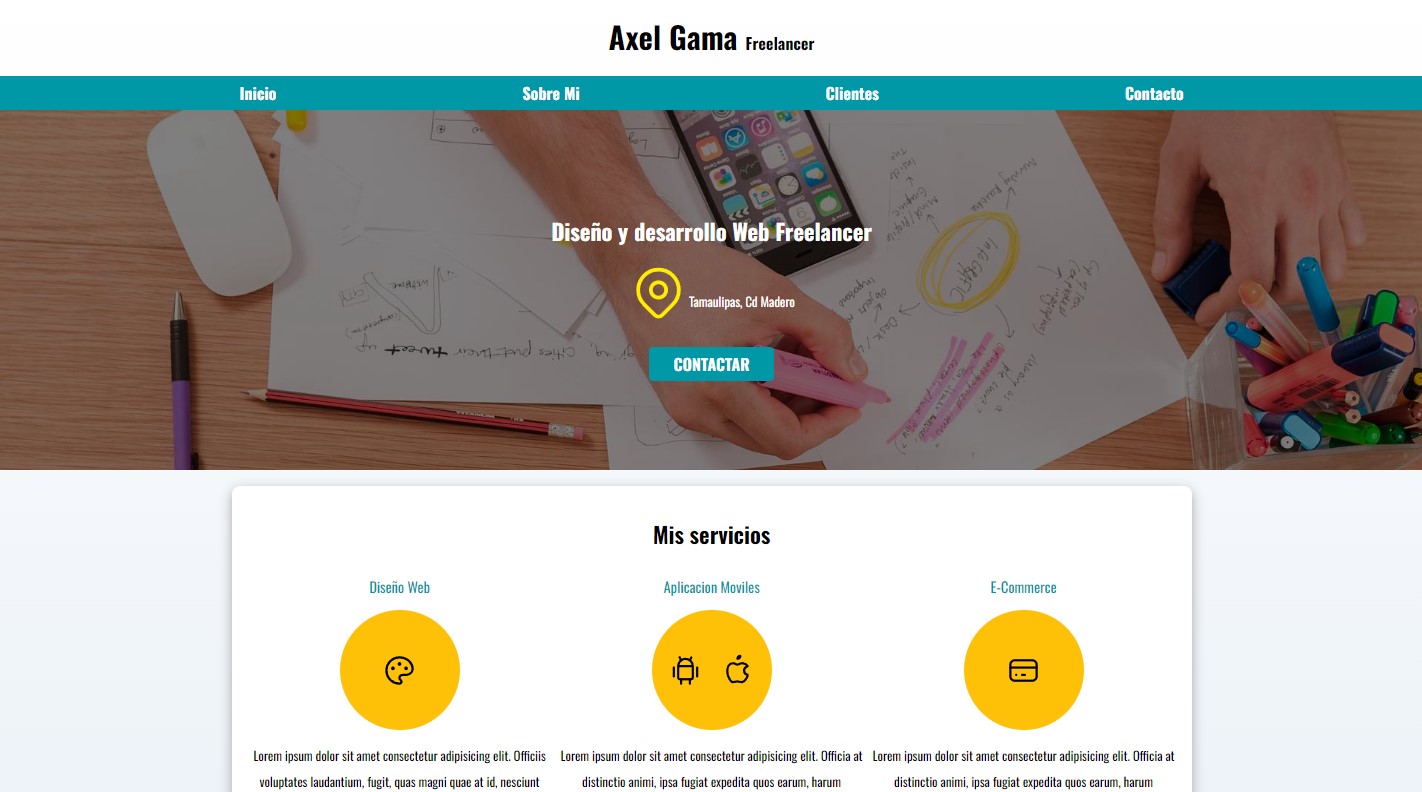 Axel Gama Freelancer
Inicio Sobre Mi Clientes Contacto
Diseño y desarrollo Web Freelancer
Tamaulipas, Cd Madero
CONTACTAR
Mis servicios
Diseño Web Aplicacion Moviles E-Commerce
Lorem ipsum dolor sit amet consectetur adipisicing elit. Officiis
voluptates laudantium, fugit, quas magni quae at id, nesciunt
Lorem ipsum dolor sit amet consectetur adipisicing elit. Officia at
distinctio animi, ipsa fugiat expedita quos earum, harum
Lorem ipsum dolor sit amet consectetur adipisicing elit. Officia at
distinctio animi, ipsa fugiat expedita quos earum, harum